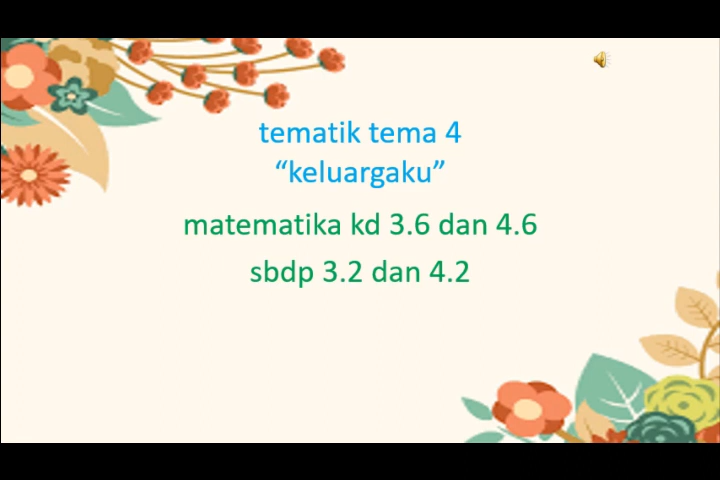 tematik tema 4
“keluargaku”
matematika kd 3.6 dan 4.6
sbdp 3.2 dan 4.2